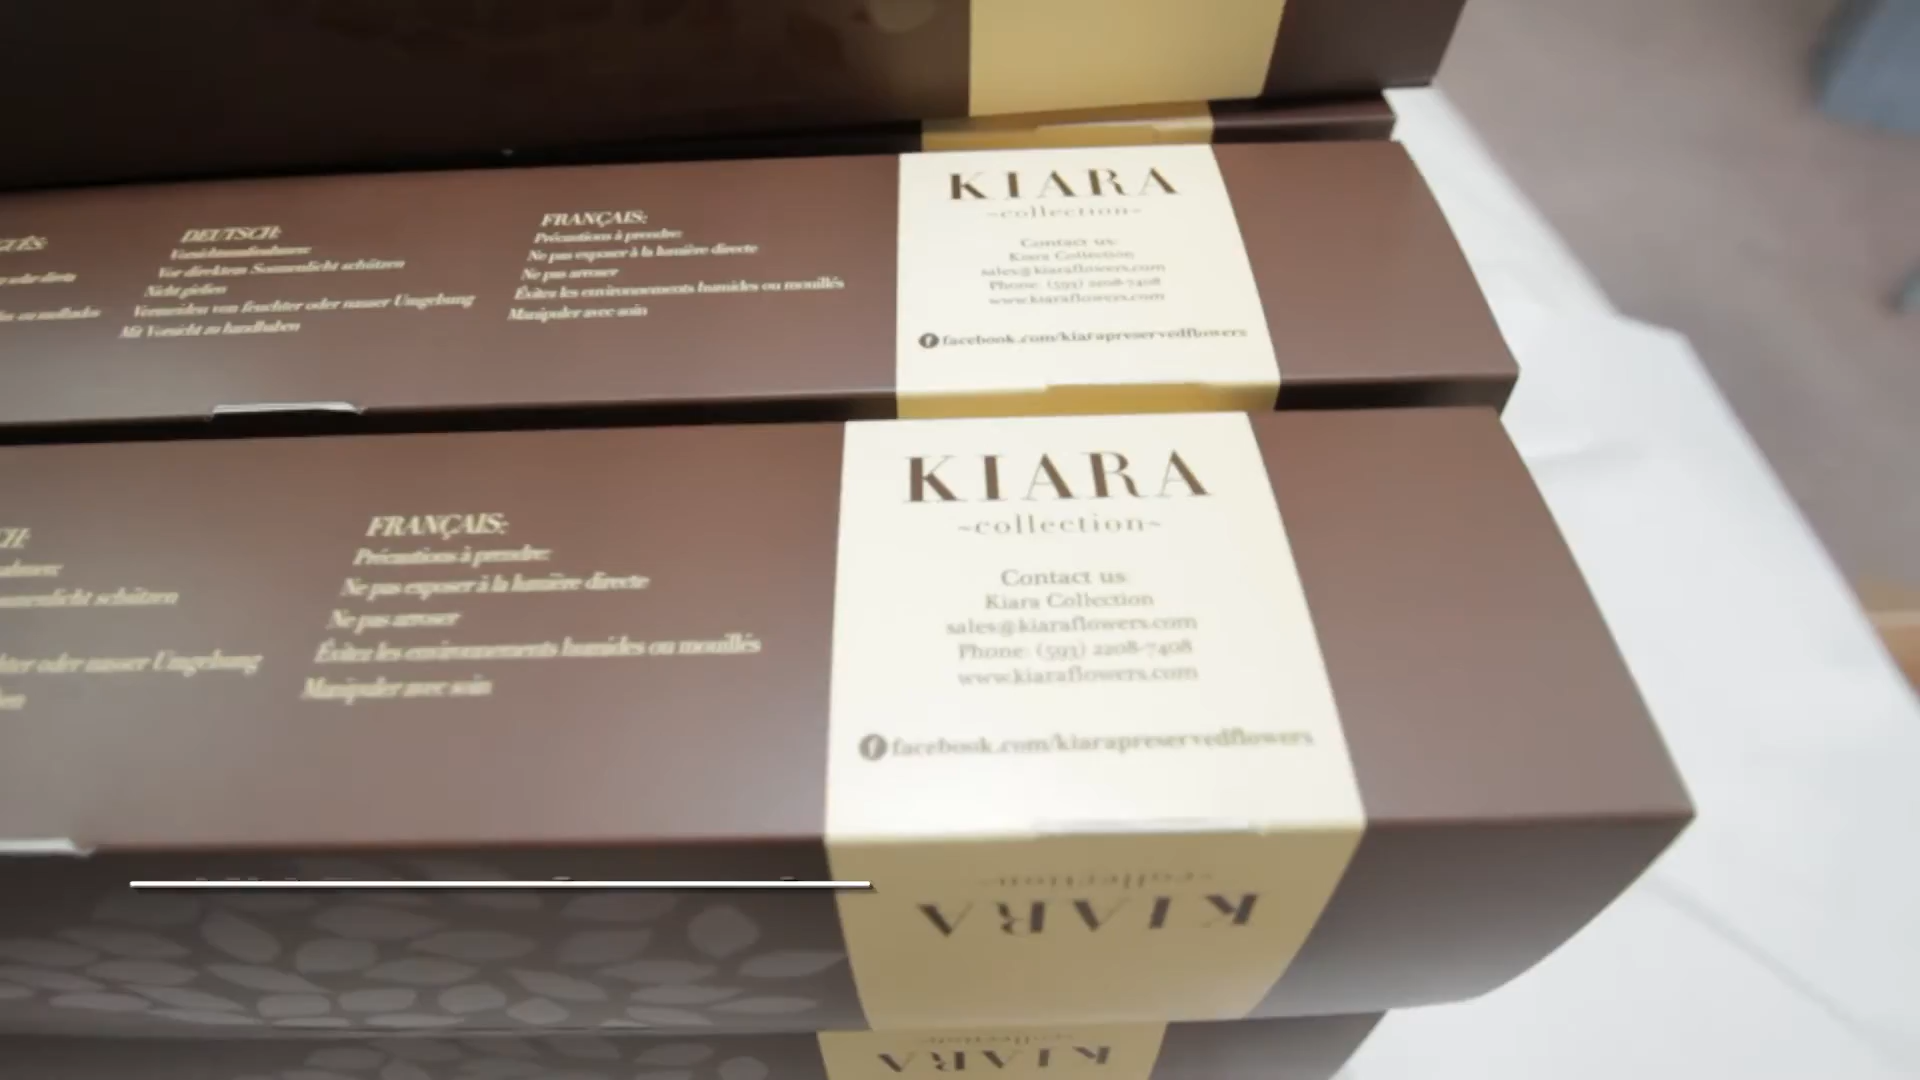 KIARA
~collection~
Contact us:
Kiara Collection
sales@kiaraflowers.com
Phone: (593) 2208-7408
www.kiaraflowers.com
facebook.com/kiarapreservedflowers
DEUTSCH:
Vorsichtmaßnahmen:
Vor direktem Sonnenlicht schützen
Nicht gießen
Vermeiden von feuchter oder nasser Umgebung
Mit Vorsicht zu handhaben
FRANÇAIS:
Précautions à prendre:
Ne pas exposer à la lumière directe
Ne pas arroser
Évitez les environnements humides ou mouillés
Manipuler avec soin
FRANÇAIS:
Précautions à prendre:
Ne pas exposer à la lumière directe
Ne pas arroser
Évitez les environnements humides ou mouillés
Manipuler avec soin
oder nasser Umgebung
KIARA
~collection~
Contact us:
Kiara Collection
sales@kiaraflowers.com
Phone: (593) 2208-7408
www.kiaraflowers.com
facebook.com/kiarapreservedflowers
KIARA
~collection~
KIARA
~collection~